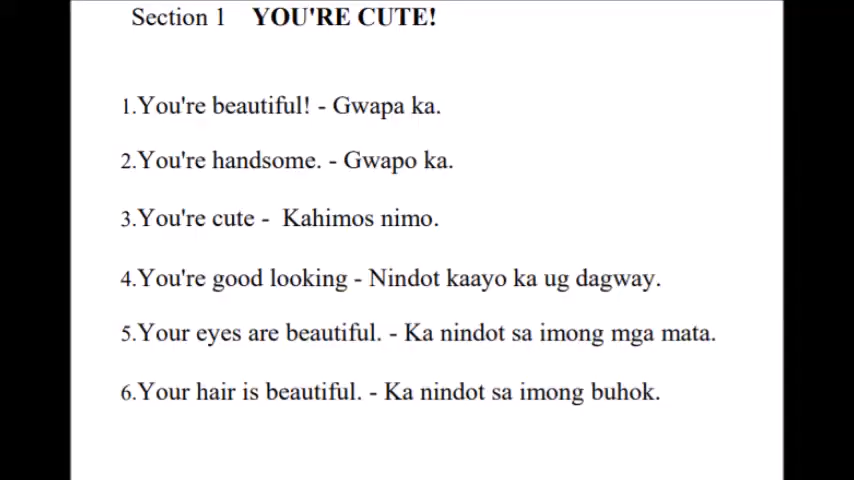 Section 1 YOU'RE CUTE!
1.You're beautiful! - Gwapa ka.
2.You're handsome. - Gwapo ka.
3.You're cute - Kahimos nimo.
4.You're good looking - Nindot kaayo ka ug dagway.
5.Your eyes are beautiful. - Ka nindot sa imong mga mata.
6.Your hair is beautiful. - Ka nindot sa imong buhok.